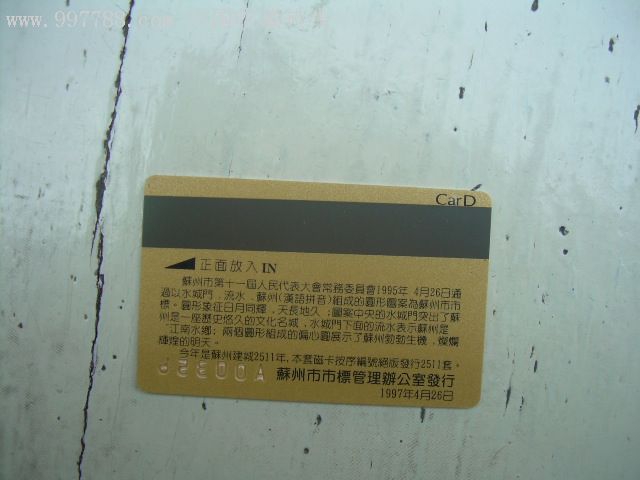 www.997788.com
CarD
正面放入 IN
蘇州市第十一屆人民代表大會常務委員會1995年 4月26日通
過以水城門,流水,蘇州(漢語拼音)組成的圓形圖案為蘇州市市
標。圓形象征日月同輝,天長地久;圖案中央的水城門突出了蘇
州是一座歷史悠久的文化名城,水城門下面的流水表示蘇州是
“江南水鄉;兩個圓形組成的偏心圓展示了蘇州勃勃生機,燦爛
輝煌的明天。
今年是蘇州建城2511年,本套磁卡按序編號絕版發行2511套。
蘇州市市標管理辦公室發行
1997年4月26日